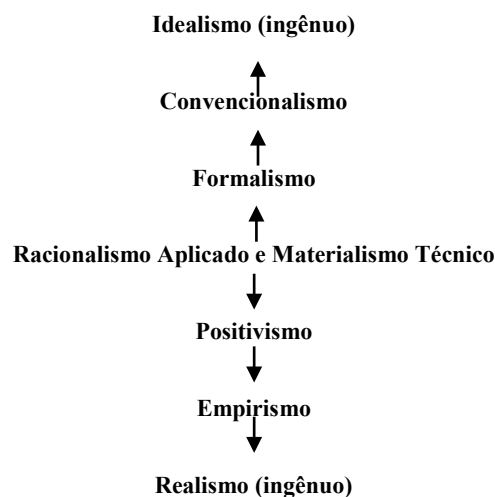 Idealismo (ingênuo)
Convencionalismo
Formalismo
Racionalismo Aplicado e Materialismo Técnico
Positivismo
Empirismo
Realismo (ingênuo)